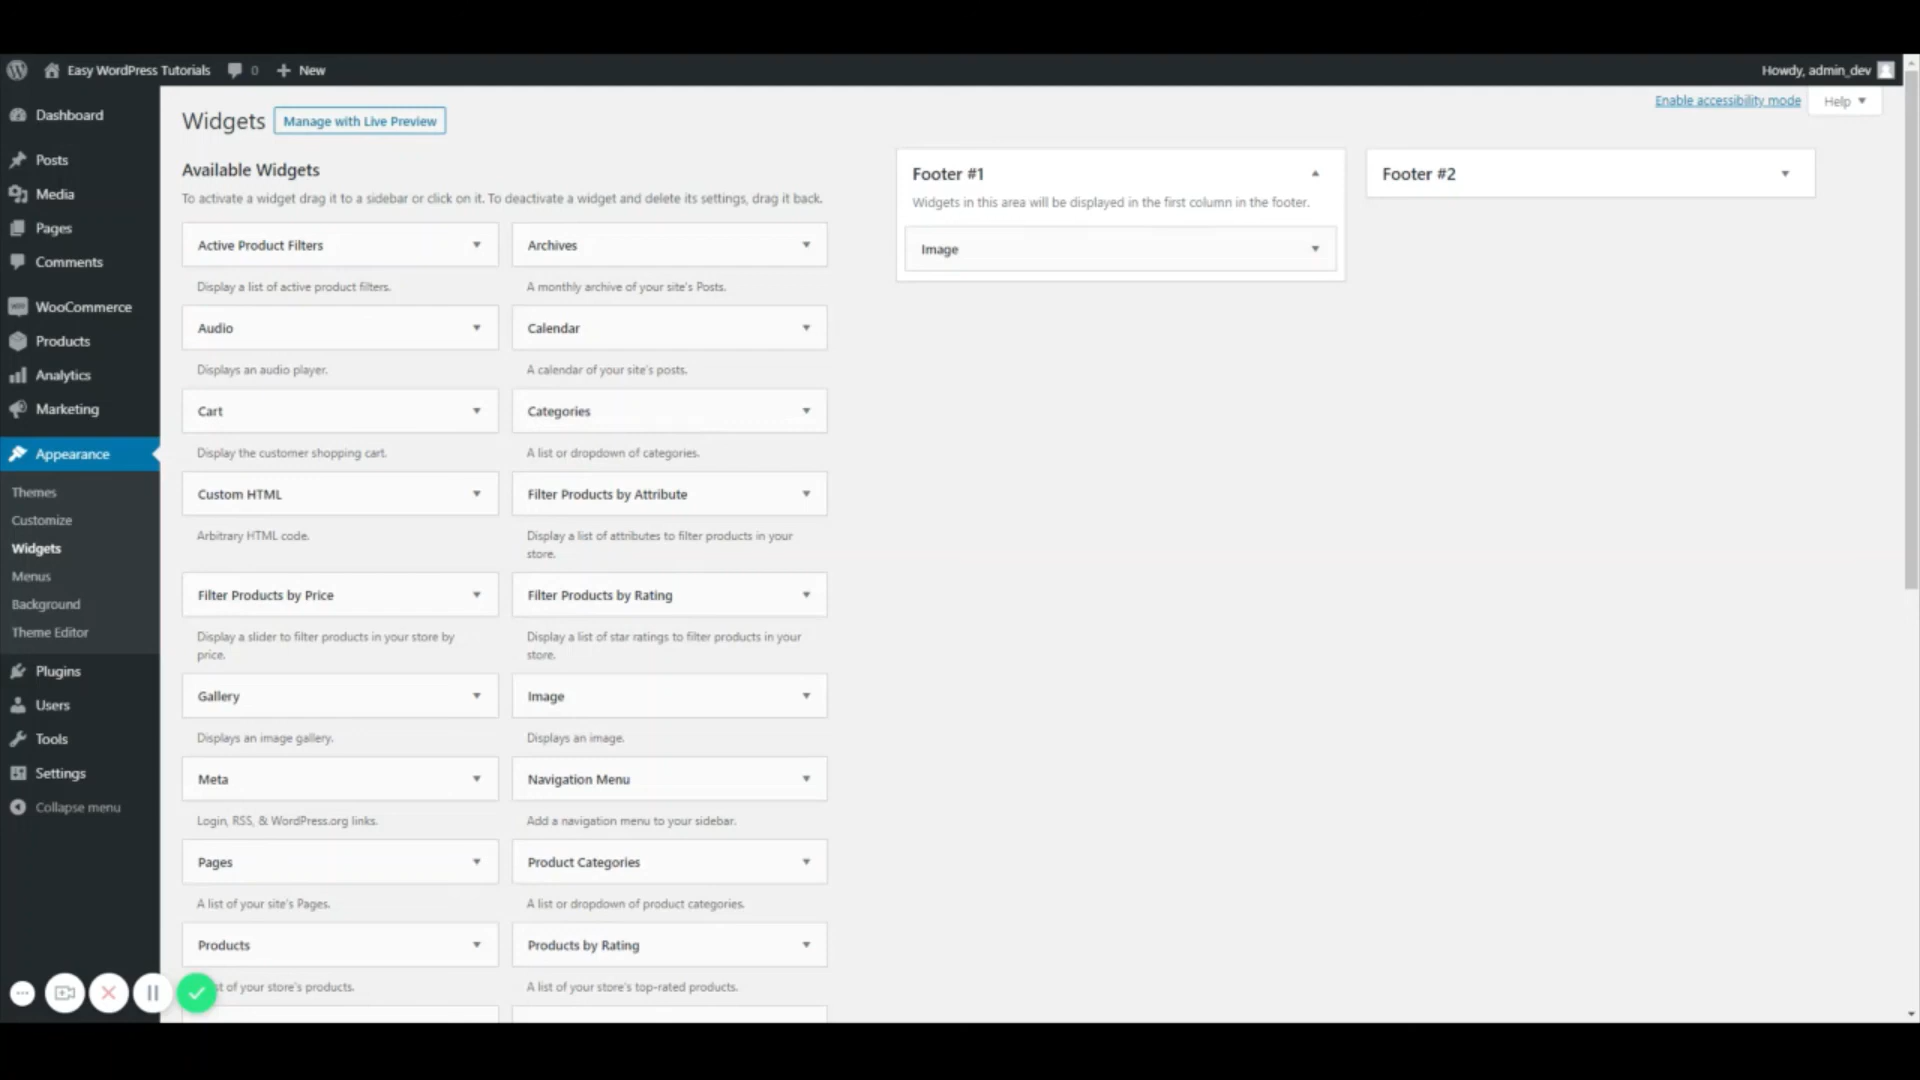 Easy WordPress Tutorials
0
New
Howdy, admin_dev
Dashboard
Posts
Media
Pages
Comments
WooCommerce
Products
Analytics
Marketing
Appearance
Themes
Customize
Widgets
Menus
Background
Theme Editor
Plugins
Users
Tools
Settings
Collapse menu
Widgets
Manage with Live Preview
Enable accessibility mode
Help
Available Widgets
To activate a widget drag it to a sidebar or click on it. To deactivate a widget and delete its settings, drag it back.
Active Product Filters
Display a list of active product filters.
Archives
A monthly archive of your site's Posts.
Audio
Displays an audio player.
Calendar
A calendar of your site's posts.
Cart
Display the customer shopping cart.
Categories
A list or dropdown of categories.
Custom HTML
Arbitrary HTML code.
Filter Products by Attribute
Display a list of attributes to filter products in your
store.
Filter Products by Price
Display a slider to filter products in your store by
price.
Filter Products by Rating
Display a list of star ratings to filter products in your
store.
Gallery
Displays an image gallery.
Image
Displays an image.
Meta
Login, RSS, & WordPress.org links.
Navigation Menu
Add a navigation menu to your sidebar.
Pages
A list of your site's Pages.
Product Categories
A list or dropdown of product categories.
Products
of your store's products.
Products by Rating
A list of your store's top-rated products.
Footer #1
Widgets in this area will be displayed in the first column in the footer.
Image
Footer #2